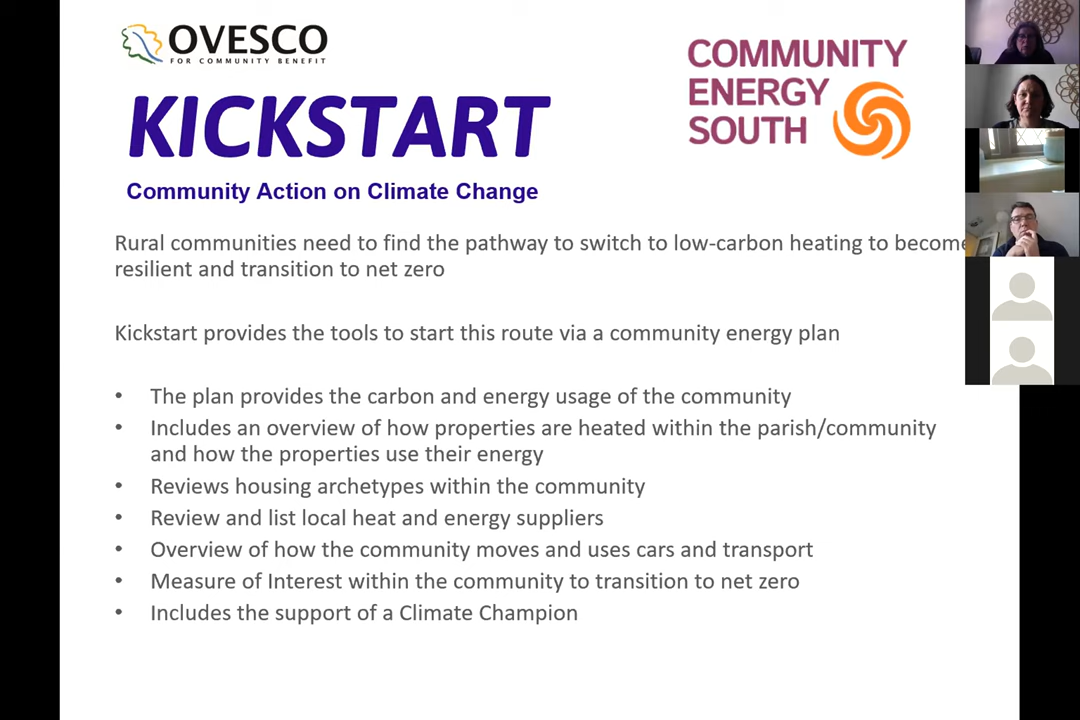 OVESCO
FOR COMMUNITY BENEFIT
COMMUNITY
ENERGY
SOUTH
KICKSTART
Community Action on Climate Change
Rural communities need to find the pathway to switch to low-carbon heating to become
resilient and transition to net zero
Kickstart provides the tools to start this route via a community energy plan
• The plan provides the carbon and energy usage of the community
• Includes an overview of how properties are heated within the parish/community
and how the properties use their energy
• Reviews housing archetypes within the community
• Review and list local heat and energy suppliers
• Overview of how the community moves and uses cars and transport
• Measure of Interest within the community to transition to net zero
• Includes the support of a Climate Champion